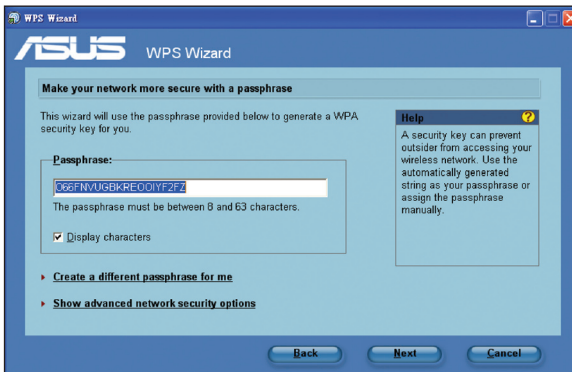 WPS Wizard
ASUS WPS Wizard
Make your network more secure with a passphrase
This wizard will use the passphrase provided below to generate a WPA
security key for you.
Passphrase:
O66FNVUGBKREOOIYF2FZ
The passphrase must be between 8 and 63 characters.
Display characters
Create a different passphrase for me
Show advanced network security options
Help ?
A security key can prevent
outsider from accessing your
wireless network. Use the
automatically generated
string as your passphrase or
assign the passphrase
manually.
Back Next Cancel